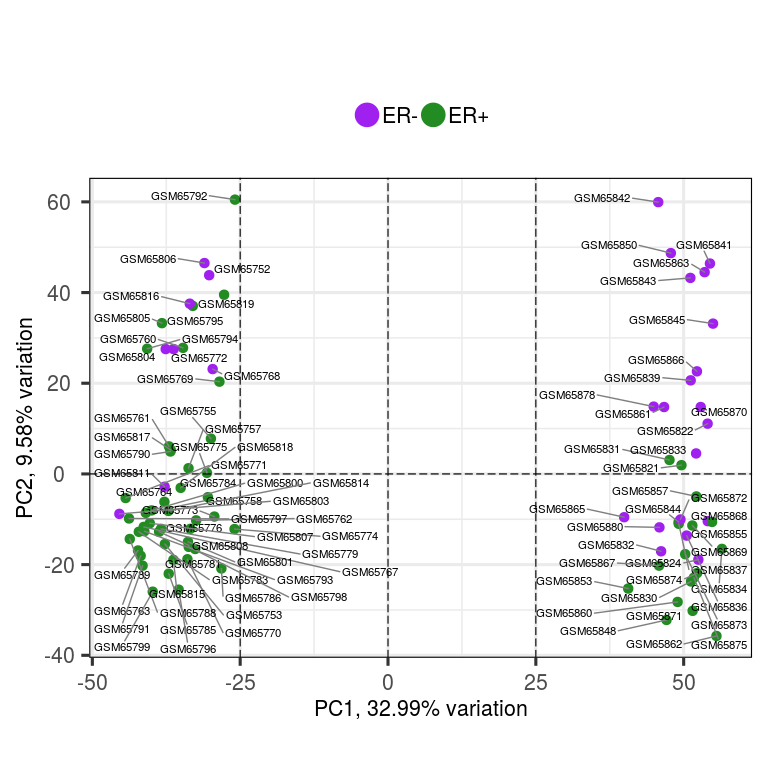 ER- ER+
60
40
20
0
-20
-40
PC2, 9.58% variation
GSM65792
GSM65842
GSM65850
GSM65841
GSM65806
GSM65863
GSM65752
GSM65843
GSM65816
GSM65819
GSM65805
GSM65795
GSM65845
GSM65760
GSM65794
GSM65804
GSM65772
GSM65866
GSM65769
GSM65768
GSM65839
GSM65878
GSM65755
GSM65761
GSM65861
GSM65870
GSM65757
GSM65822
GSM65817
GSM65790
GSM65775
GSM65818
GSM65831
GSM65833
GSM65771
GSM65821
GSM65811
GSM65784
GSM65800
GSM65814
GSM65764
GSM65857
GSM65872
GSM65758
GSM65803
GSM65773
GSM65865
GSM65844
GSM65868
GSM65797
GSM65762
GSM65776
GSM65880
GSM65855
GSM65807
GSM65774
GSM65808
GSM65832
GSM65869
GSM65779
GSM65781
GSM65801
GSM65867
GSM65824
GSM65837
GSM65789
GSM65767
GSM65783
GSM65793
GSM65853
GSM65874
GSM65834
GSM65815
GSM65786
GSM65798
GSM65830
GSM65836
GSM65763
GSM65788
GSM65753
GSM65860
GSM65871
GSM65791
GSM65785
GSM65770
GSM65848
GSM65873
GSM65799
GSM65796
GSM65862
GSM65875
-50 -25 0 25 50
PC1, 32.99% variation